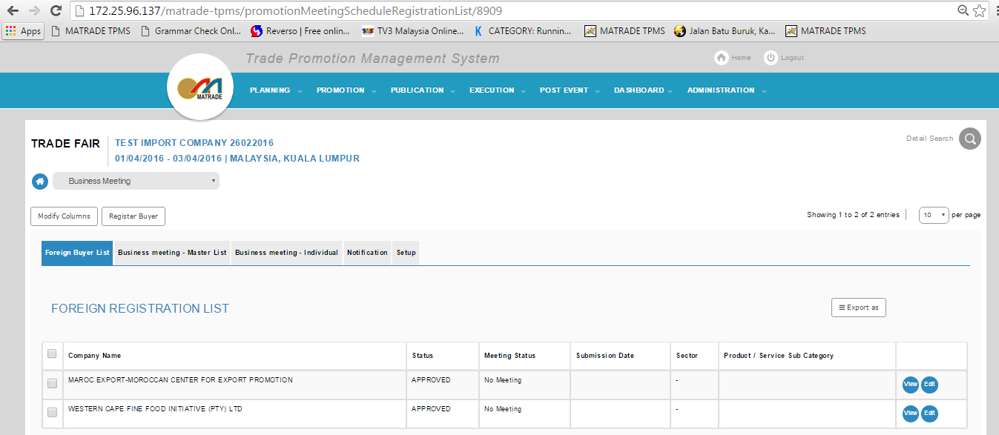 172.25.96.137/matrade-tpms/promotionMeetingScheduleRegistrationList/8909
Apps MATRADE TPMS Grammar Check Onl... Reverso | Free onlin... TV3 Malaysia Online... CATEGORY: Runnin... MATRADE TPMS Jalan Batu Buruk, Ka... MATRADE TPMS
Trade Promotion Management System Home Logout
MATRADE PLANNING PROMOTION PUBLICATION EXECUTION POST EVENT DASHBOARD ADMINISTRATION
TRADE FAIR TEST IMPORT COMPANY 26022016 Detail Search
01/04/2016 - 03/04/2016 | MALAYSIA, KUALA LUMPUR
Business Meeting
Modify Columns Register Buyer Showing 1 to 2 of 2 entries 10 per page
Foreign Buyer List Business meeting - Master List Business meeting - Individual Notification Setup
FOREIGN REGISTRATION LIST Export as
Company Name Status Meeting Status Submission Date Sector Product / Service Sub Category
MAROC EXPORT-MOROCCAN CENTER FOR EXPORT PROMOTION APPROVED No Meeting - View Edit
WESTERN CAPE FINE FOOD INITIATIVE (PTY) LTD APPROVED No Meeting - View Edit